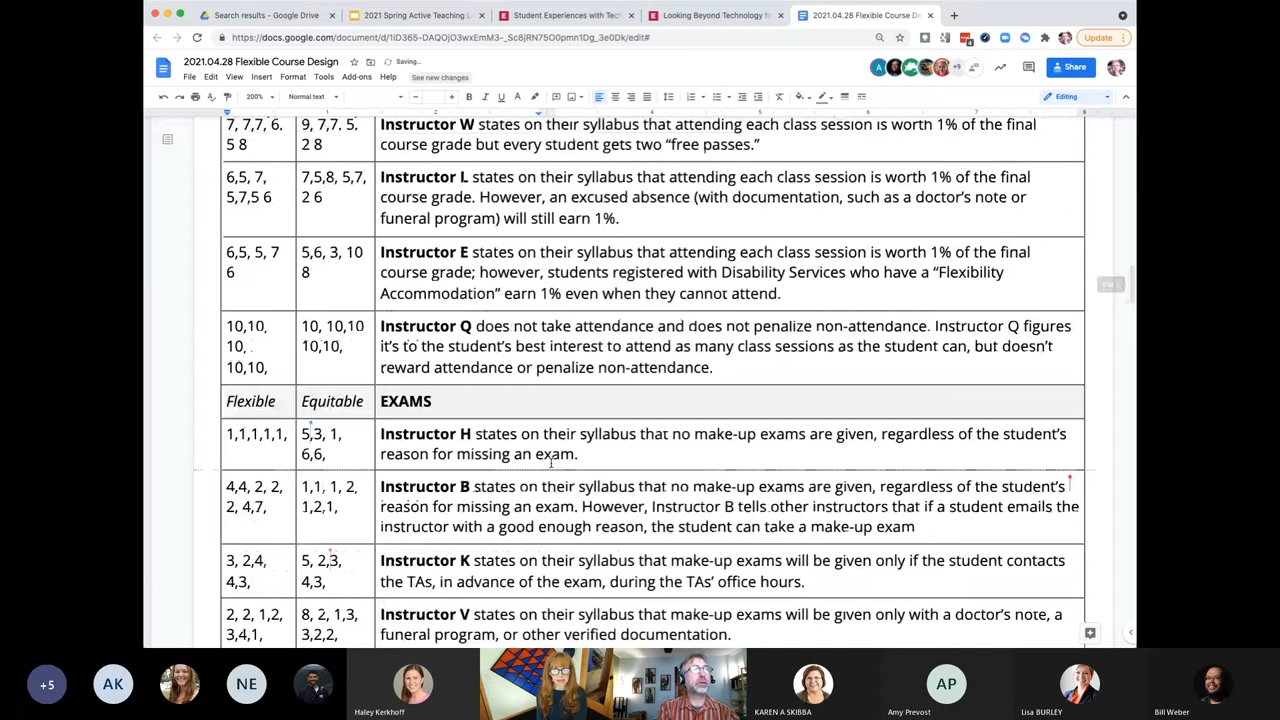 Search results - Google Drive
2021 Spring Active Teaching L
Student Experiences with Tec
Looking Beyond Technology fo
2021.04.28 Flexible Course De
https://docs.google.com/document/d/1iD365-DAQOjO3wxEmM3-_Sc8jRN75O0pmn1Dg_3e0Dk/edit#
Update
2021.04.28 Flexible Course Design
Saving...
File Edit View Insert Format Tools Add-ons Help See new changes
+9
Share
200% Normal text
Editing
7, 7,7, 6,
5 8
9, 7,7, 5,
2 8
Instructor W states on their syllabus that attending each class session is worth 1% of the final
course grade but every student gets two “free passes.”
6,5, 7,
5,7,5 6
7,5,8, 5,7,
2 6
Instructor L states on their syllabus that attending each class session is worth 1% of the final
course grade. However, an excused absence (with documentation, such as a doctor’s note or
funeral program) will still earn 1%.
6,5, 5, 7
6
5,6, 3, 10
8
Instructor E states on their syllabus that attending each class session is worth 1% of the final
course grade; however, students registered with Disability Services who have a “Flexibility
Accommodation” earn 1% even when they cannot attend.
10,10,
10,
10,10,
10, 10,10
10,10,
Instructor Q does not take attendance and does not penalize non-attendance. Instructor Q figures
it’s to the student’s best interest to attend as many class sessions as the student can, but doesn’t
reward attendance or penalize non-attendance.
Flexible
Equitable
EXAMS
1,1,1,1,1,
5,3, 1,
6,6,
Instructor H states on their syllabus that no make-up exams are given, regardless of the student’s
reason for missing an exam.
4,4, 2, 2,
2, 4,7,
1,1, 1, 2,
1,2,1,
Instructor B states on their syllabus that no make-up exams are given, regardless of the student’s
reason for missing an exam. However, Instructor B tells other instructors that if a student emails the
instructor with a good enough reason, the student can take a make-up exam
3, 2,4,
4,3,
5, 2,3,
4,3,
Instructor K states on their syllabus that make-up exams will be given only if the student contacts
the TAs, in advance of the exam, during the TAs’ office hours.
2, 2, 1,2,
3,4,1,
8, 2, 1,3,
3,2,2,
Instructor V states on their syllabus that make-up exams will be given only with a doctor’s note, a
funeral program, or other verified documentation.
+5
AK
NE
Haley Kerkhoff
KAREN A SKIBBA
AP
Amy Prevost
Lisa BURLEY
Bill Weber